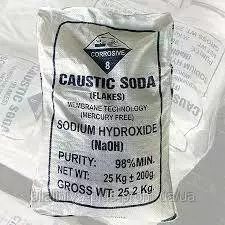 CORROSIVE
8
CAUSTIC SODA
(FLAKES)
MEMBRANE TECHNOLOGY
(MERCURY FREE)
SODIUM HYDROXIDE
(NaOH)
PURITY: 98%MIN.
NET WT: 25 Kg ± 200g
GROSS WT: 25.2 Kg.